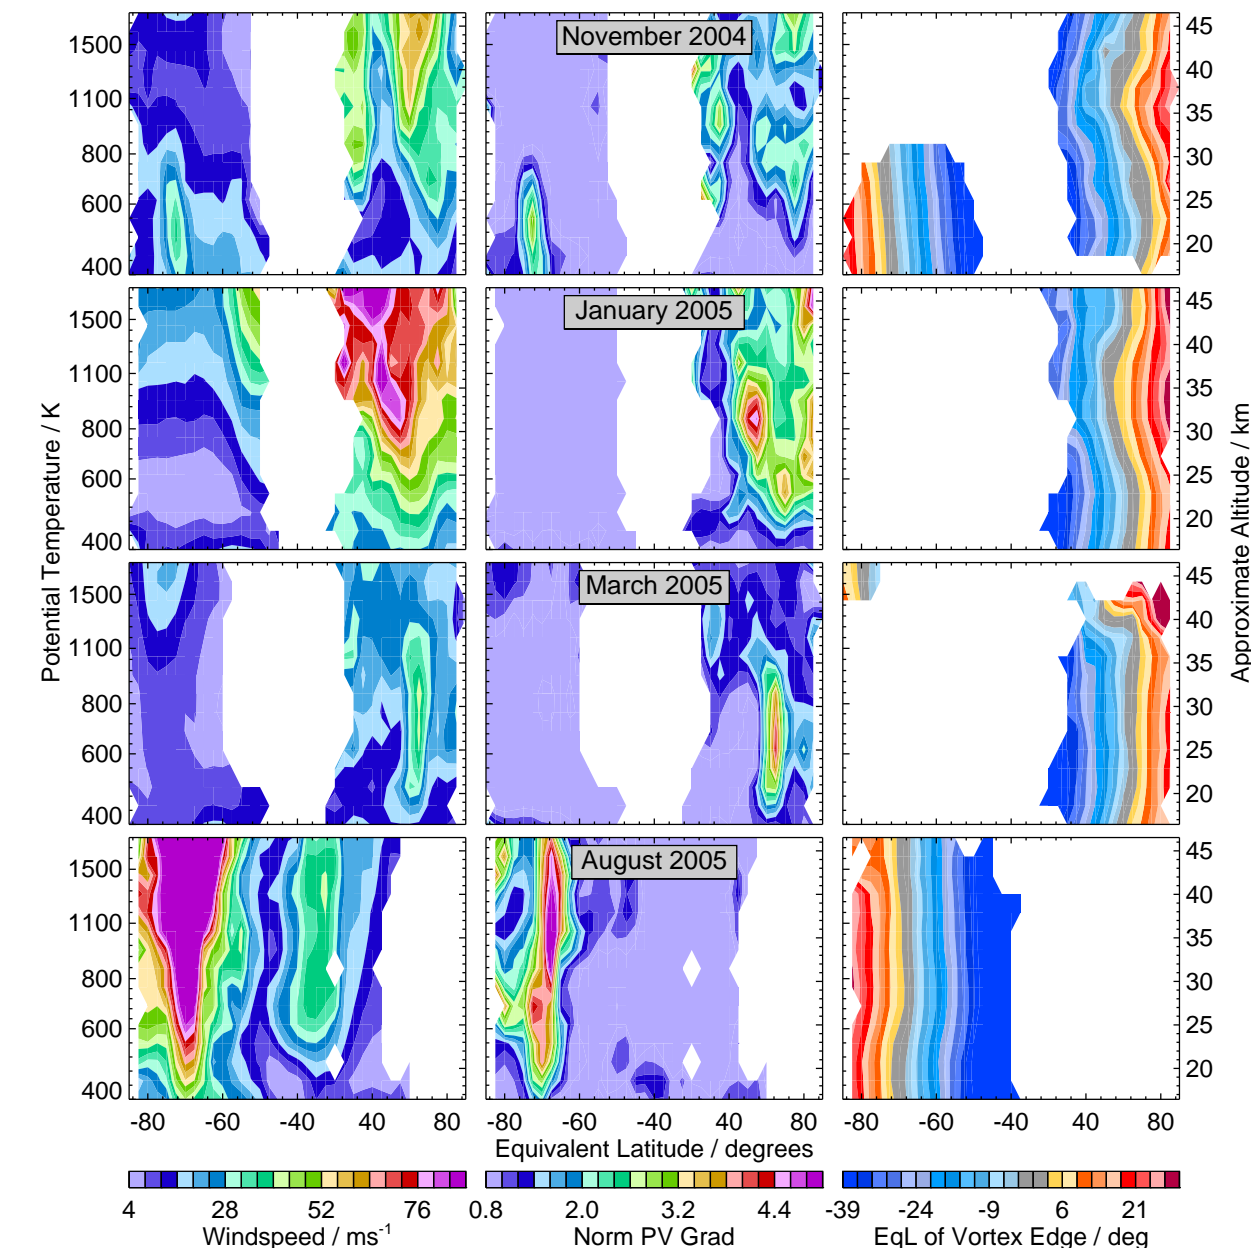 November 2004
1500
1100
800
600
400
45
40
35
30
25
20
January 2005
1500
1100
800
600
400
45
40
35
30
25
20
March 2005
1500
1100
800
600
400
45
40
35
30
25
20
August 2005
1500
1100
800
600
400
45
40
35
30
25
20
Potential Temperature / K
Approximate Altitude / km
-80 -60 -40 40 80
-80 -60 -40 40 80
-80 -60 -40 40 80
Equivalent Latitude / degrees
4 28 52 76
Windspeed / ms-1
0.8 2.0 3.2 4.4
Norm PV Grad
-39 -24 -9 6 21
EqL of Vortex Edge / deg